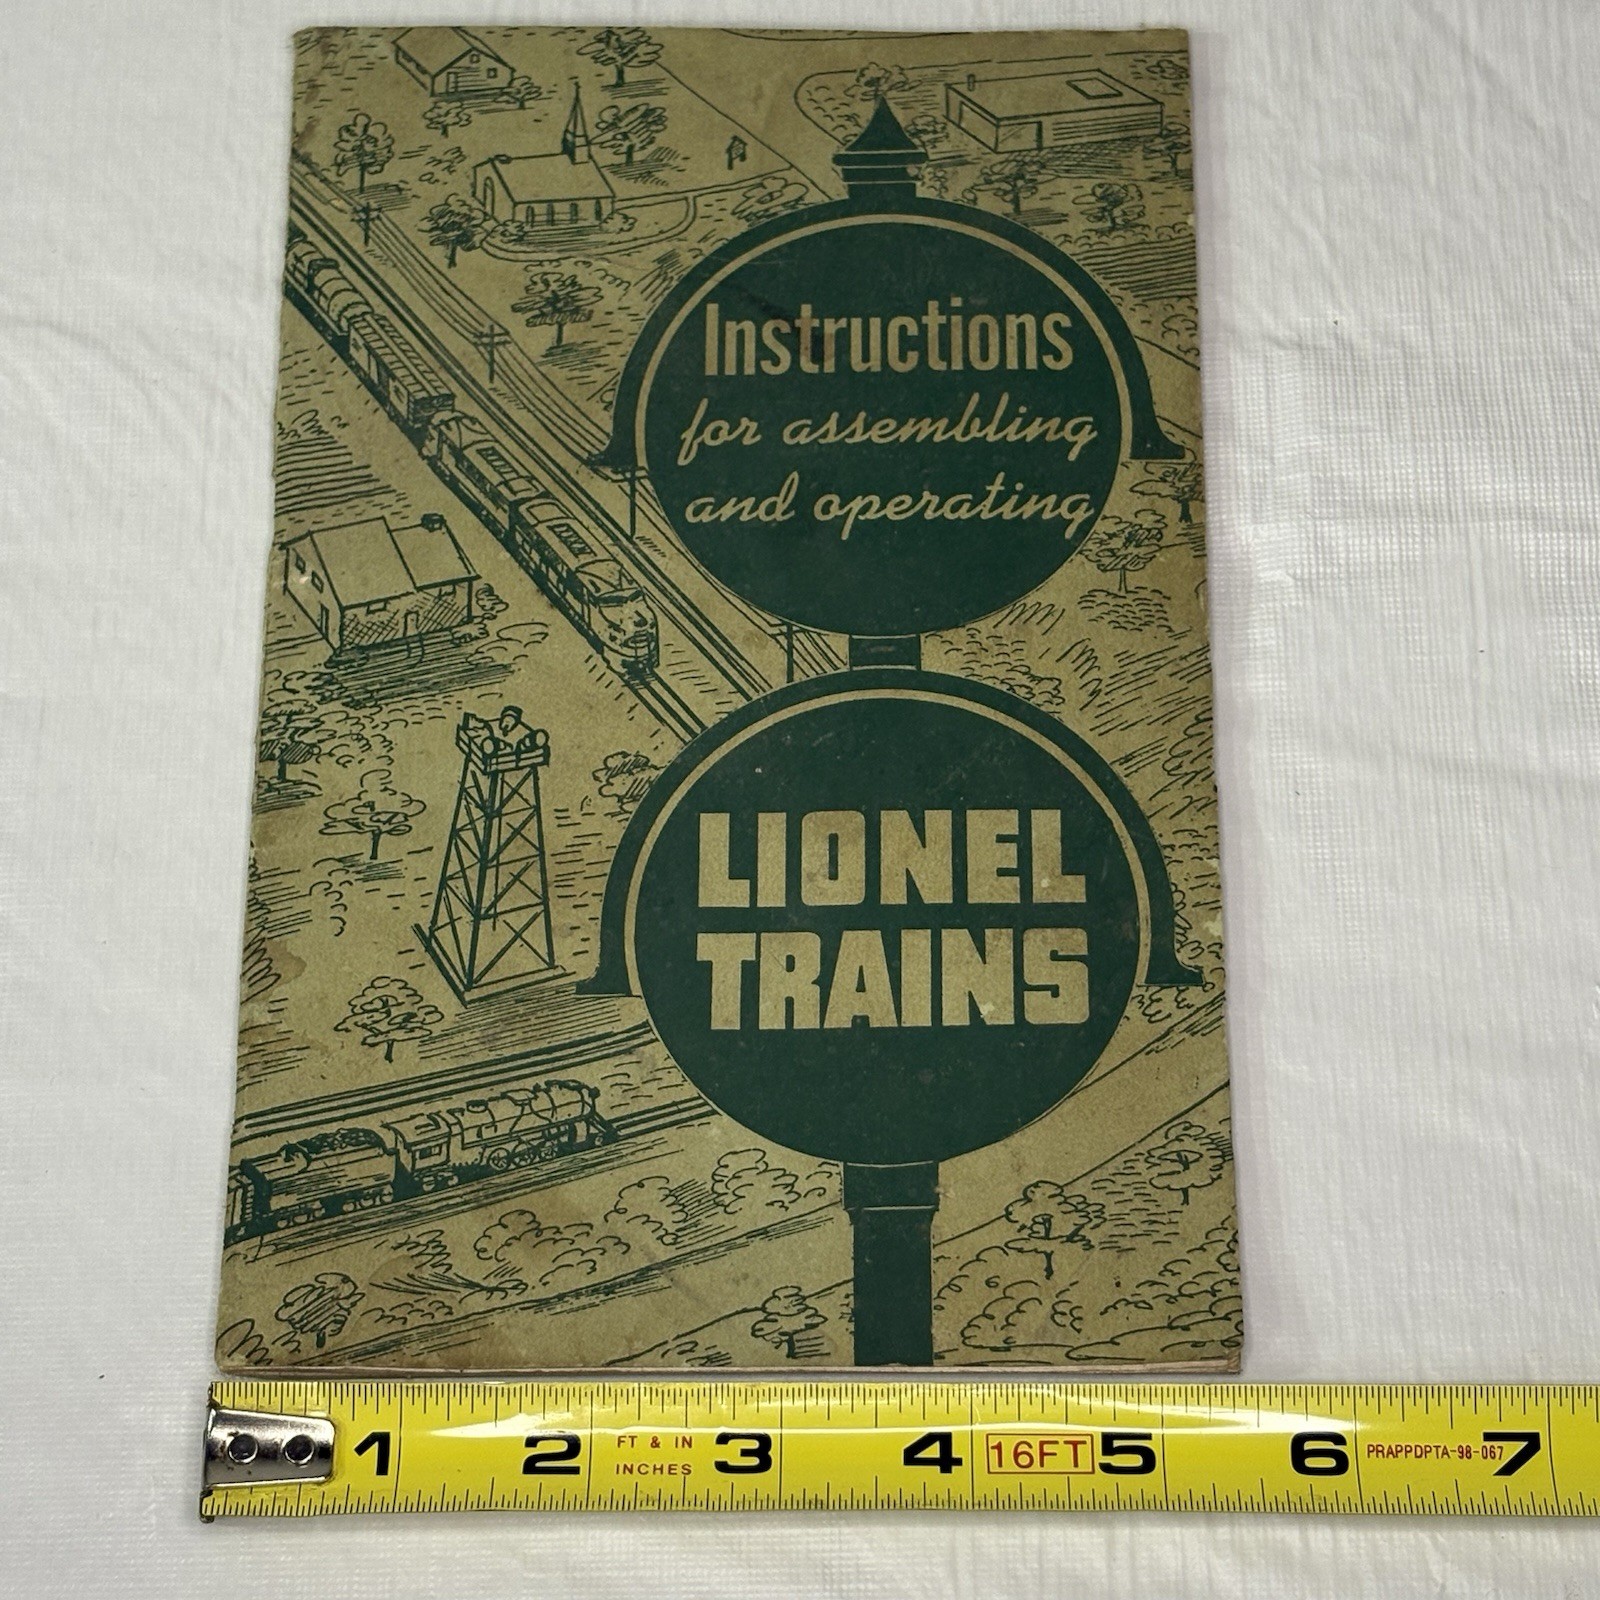 Instructions
for assembling
and operating
LIONEL
TRAINS
1 2 FT & IN INCHES 3 4 16FT 5 6 PRAPPDPTA-98-067 7